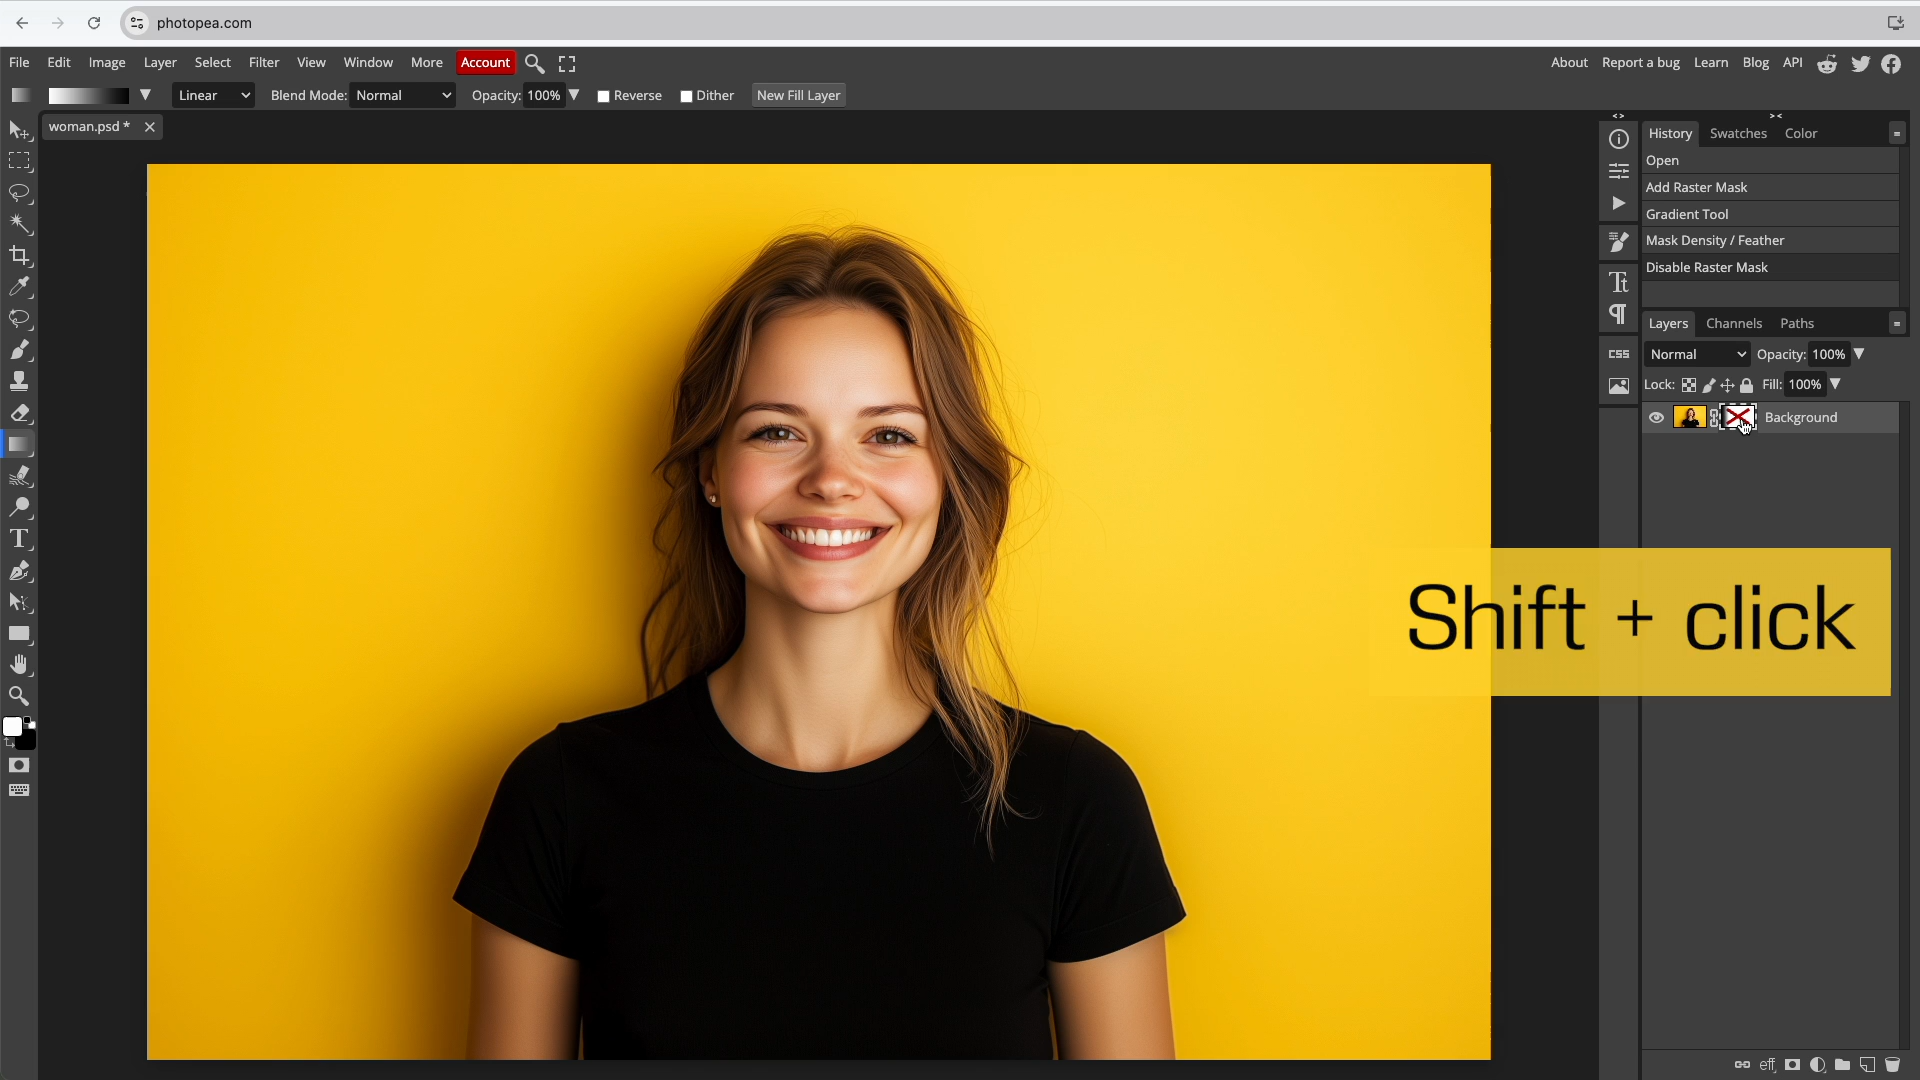 photopea.com
File Edit Image Layer Select Filter View Window More Account About Report a bug Learn Blog API
Linear Blend Mode: Normal Opacity: 100% Reverse Dither New Fill Layer
woman.psd *
History Swatches Color
Open
Add Raster Mask
Gradient Tool
Mask Density / Feather
Disable Raster Mask
Layers Channels Paths
CSS
Normal Opacity: 100%
Lock: Fill: 100%
Background
Shift + click
eff